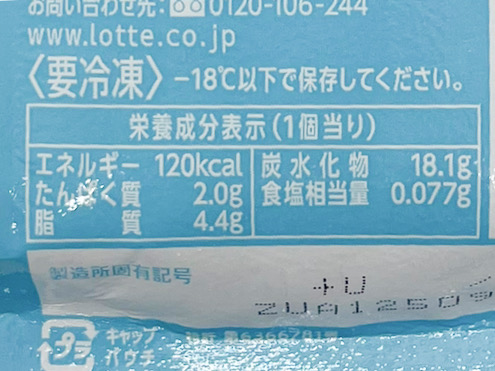 お問い合わせ先: 0120-106-244
www.lotte.co.jp
〈要冷凍〉 -18℃以下で保存してください。
栄養成分表示(1個当り)
エネルギー 120kcal 炭水化物 18.1g
たんぱく質 2.0g 食塩相当量 0.077g
脂質 4.4g
製造所固有記号
+U
ZUA12509
プラ キャップ
パウチ